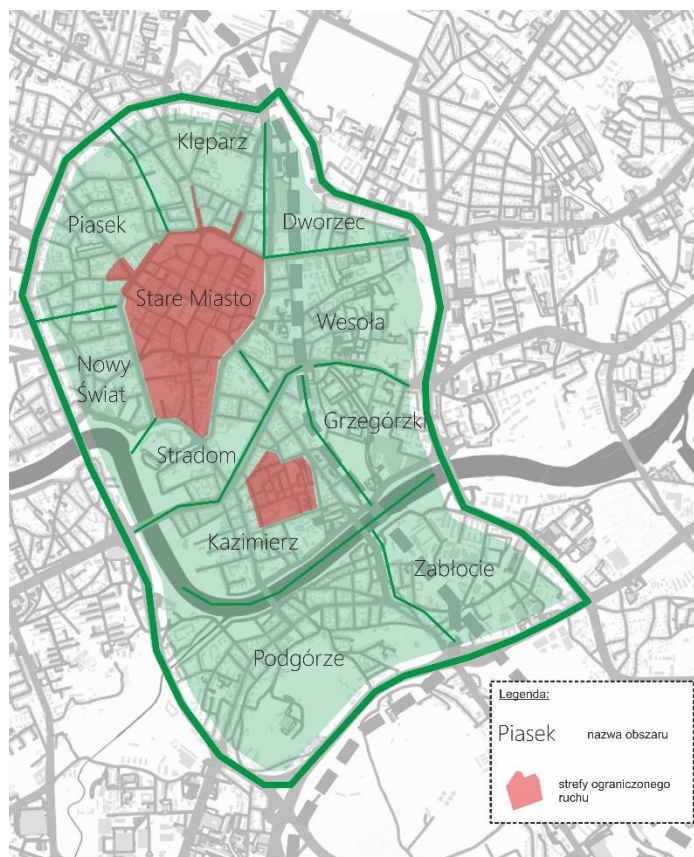 Kleparz
Piasek
Dworzec
Stare Miasto
Wesoła
Nowy
Świat
Grzegórzki
Stradom
Kazimierz
Zabłocie
Podgórze
Legenda:
Piasek nazwa obszaru
strefy ograniczonego
ruchu